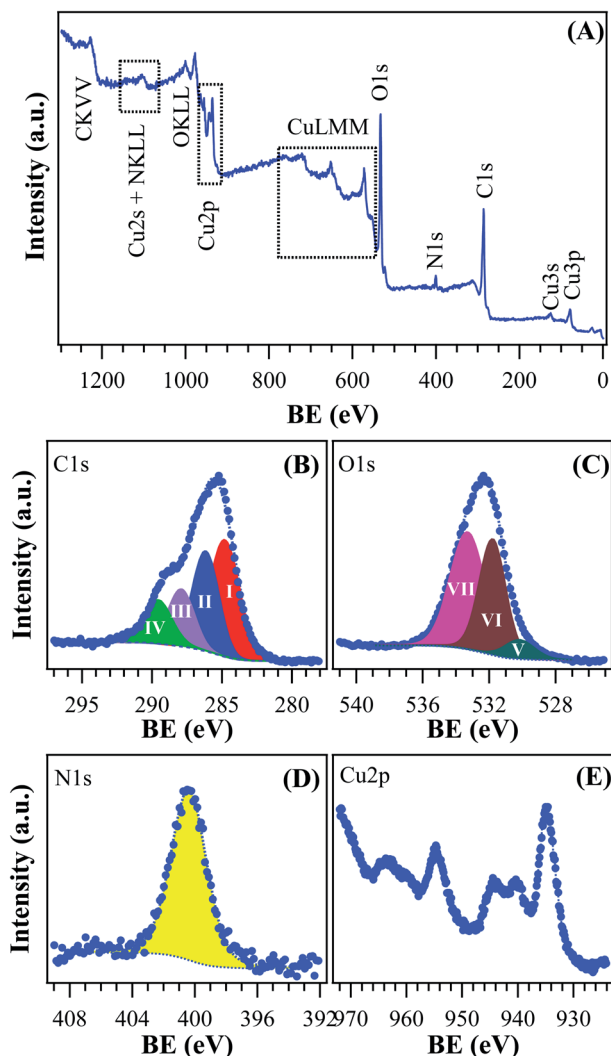 (A)
Intensity (a.u.)
CKVV
Cu2s + NKLL
OKLL
Cu2p
CuLMM
O1s
N1s
C1s
Cu3s
Cu3p
1200 1000 800 600 400 200 0
BE (eV)
C1s (B)
Intensity (a.u.)
IV III II I
295 290 285 280
BE (eV)
O1s (C)
VII VI V
540 536 532 528
BE (eV)
N1s (D)
Intensity (a.u.)
408 404 400 396 392
BE (eV)
Cu2p (E)
970 960 950 940 930
BE (eV)